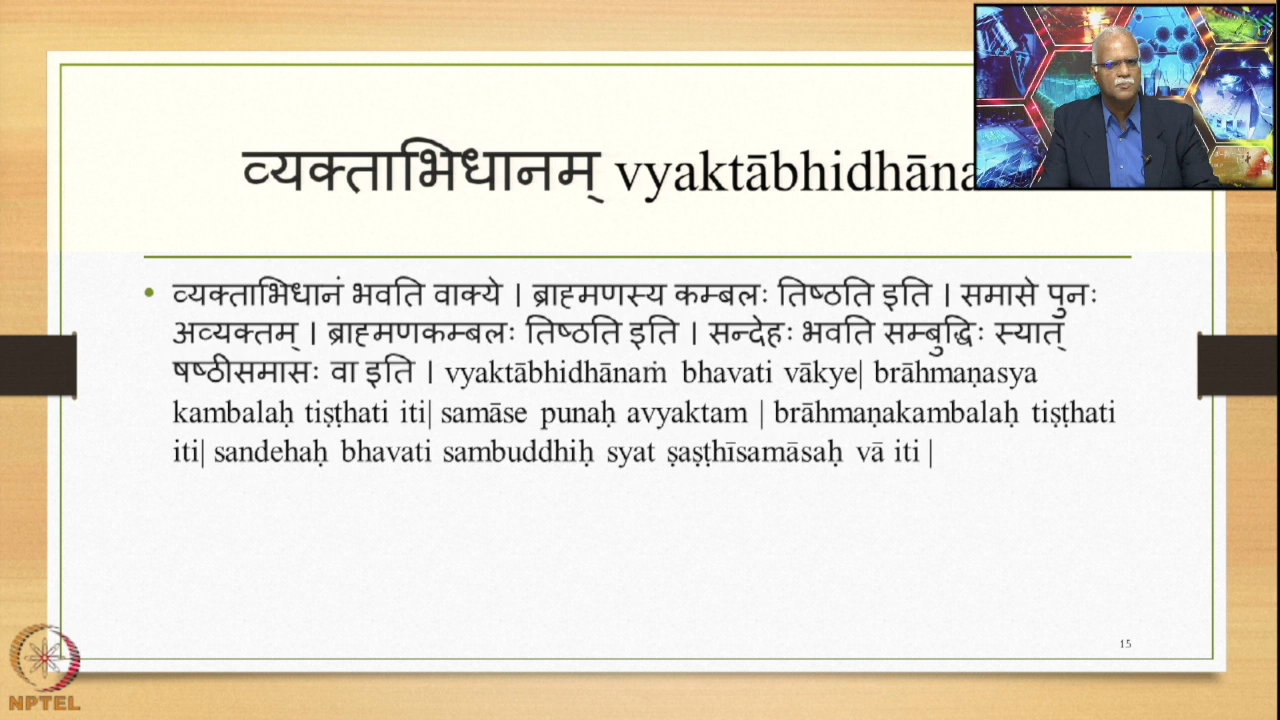 व्यक्ताभिधानम् vyaktābhidhāna
• व्यक्ताभिधानं भवति वाक्ये । ब्राह्मणस्य कम्बलः तिष्ठति इति । समासे पुनः
अव्यक्तम् । ब्राह्मणकम्बलः तिष्ठति इति । सन्देहः भवति सम्बुद्धिः स्यात्
षष्ठीसमासः वा इति । vyaktābhidhānaṁ bhavati vākye| brāhmaṇasya
kambalaḥ tiṣṭhati iti| samāse punaḥ avyaktam | brāhmaṇakambalaḥ tiṣṭhati
iti| sandehaḥ bhavati sambuddhiḥ syat ṣaṣṭhīsamāsaḥ vā iti |
15
NPTEL